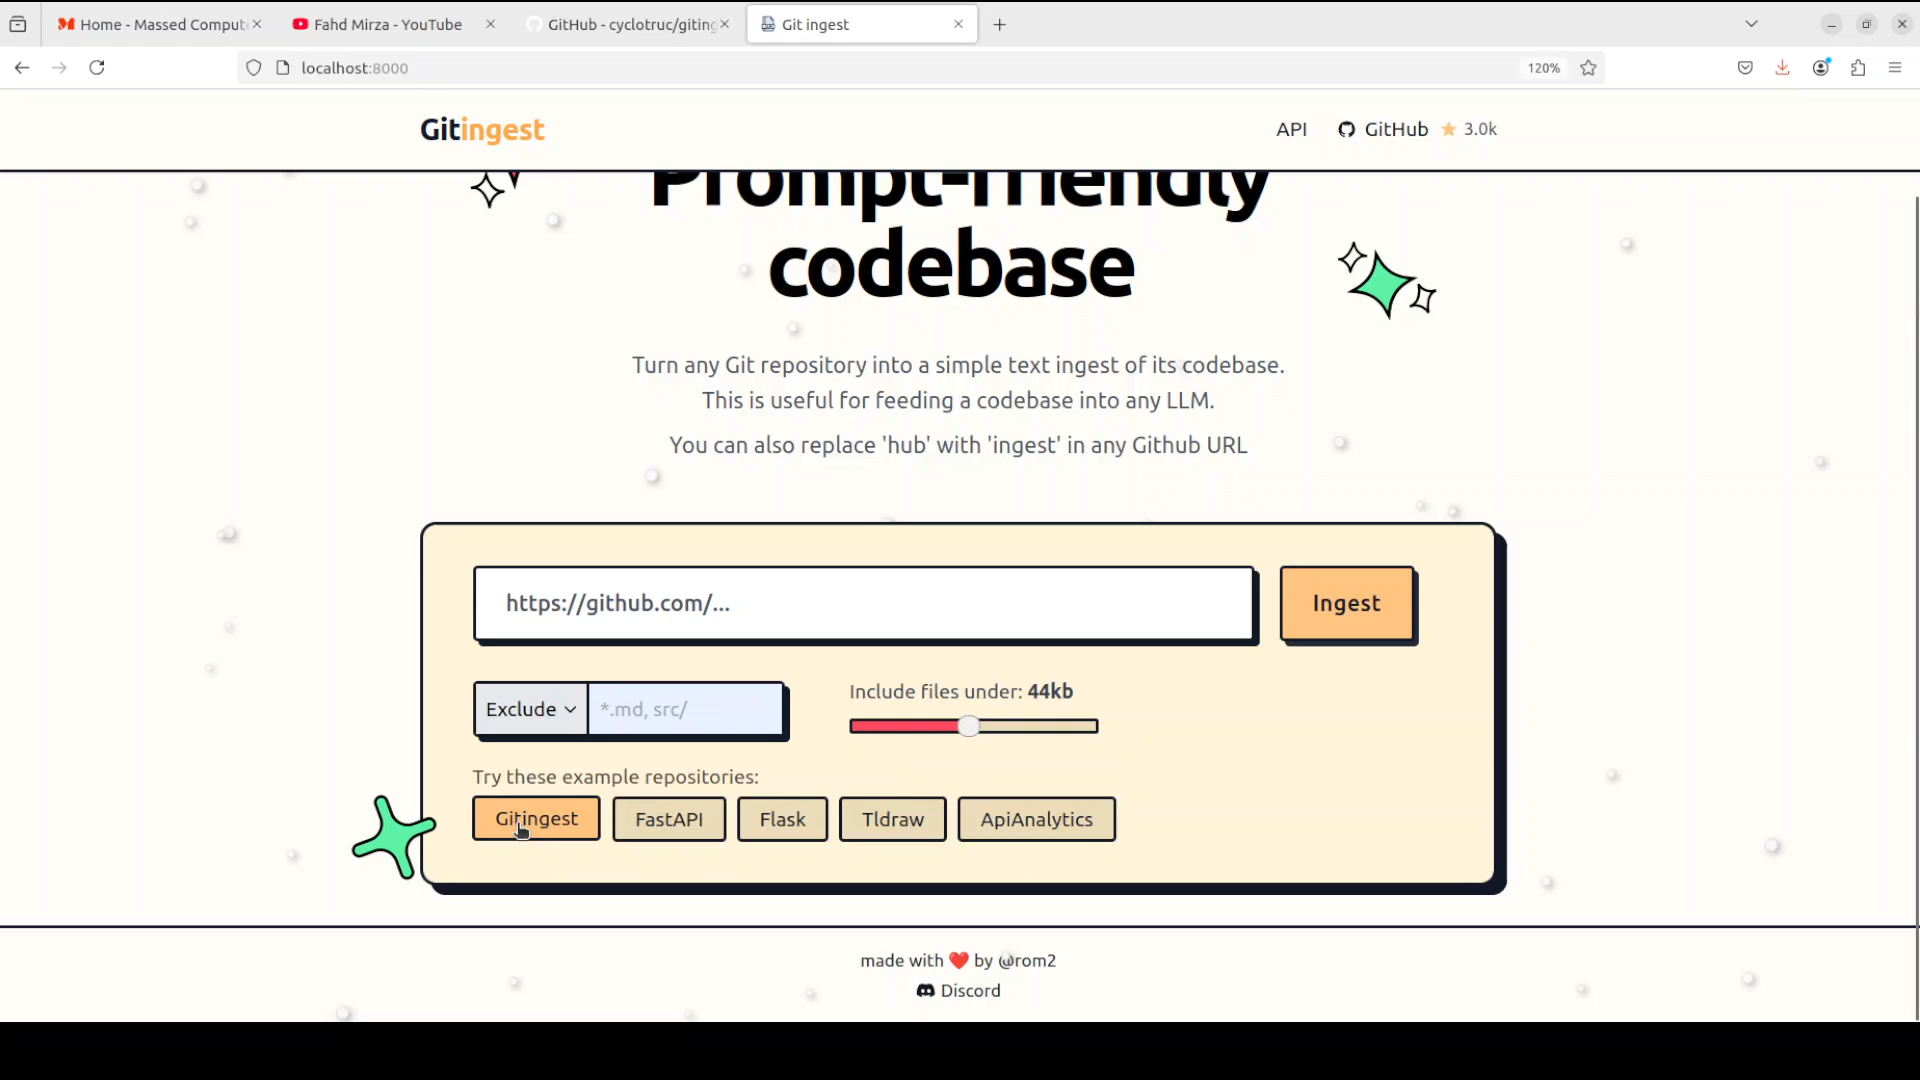 Home - Massed Comput
Fahd Mirza - YouTube
GitHub - cyclotruc/giting
Git ingest
localhost:8000
120%
Gitingest
API
GitHub
3.0k
Prompt-friendly
codebase
Turn any Git repository into a simple text ingest of its codebase.
This is useful for feeding a codebase into any LLM.
You can also replace 'hub' with 'ingest' in any Github URL
https://github.com/...
Ingest
Exclude
*.md, src/
Include files under: 44kb
Try these example repositories:
Gitingest
FastAPI
Flask
Tldraw
ApiAnalytics
made with ❤️ by @rom2
Discord